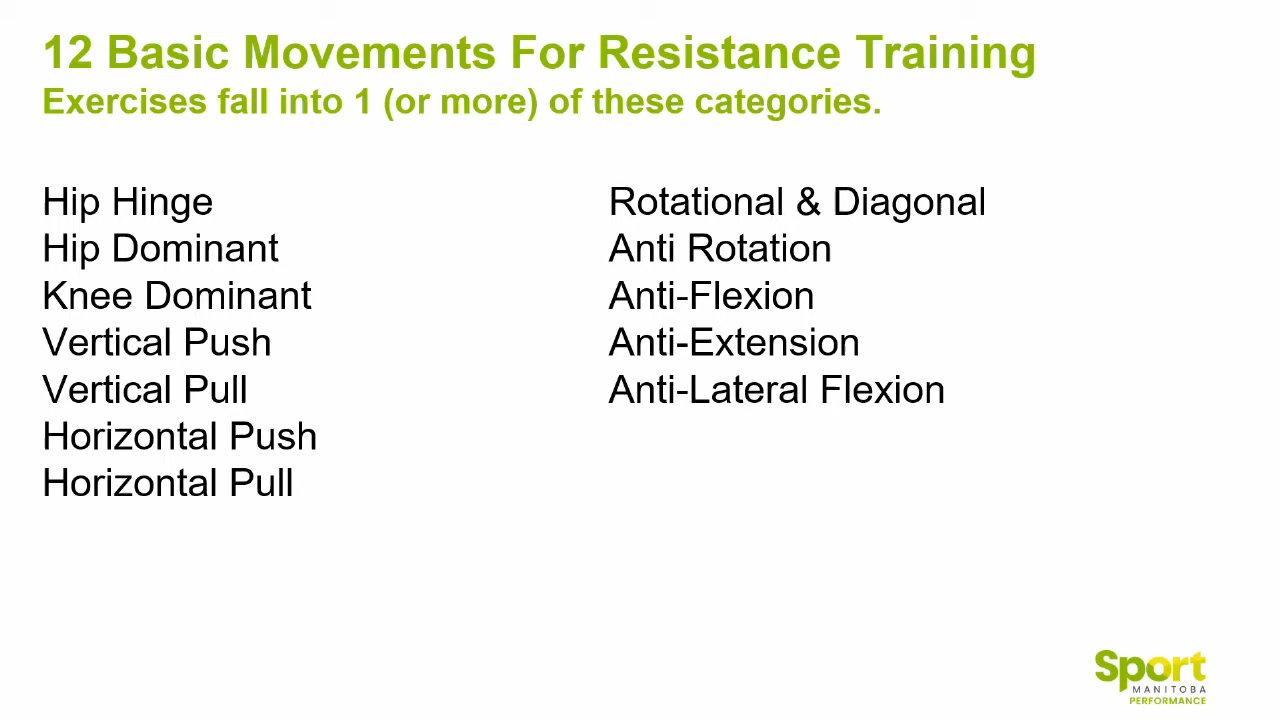 12 Basic Movements For Resistance Training
Exercises fall into 1 (or more) of these categories.
Hip Hinge
Hip Dominant
Knee Dominant
Vertical Push
Vertical Pull
Horizontal Push
Horizontal Pull
Rotational & Diagonal
Anti Rotation
Anti-Flexion
Anti-Extension
Anti-Lateral Flexion
Sport
MANITOBA
PERFORMANCE